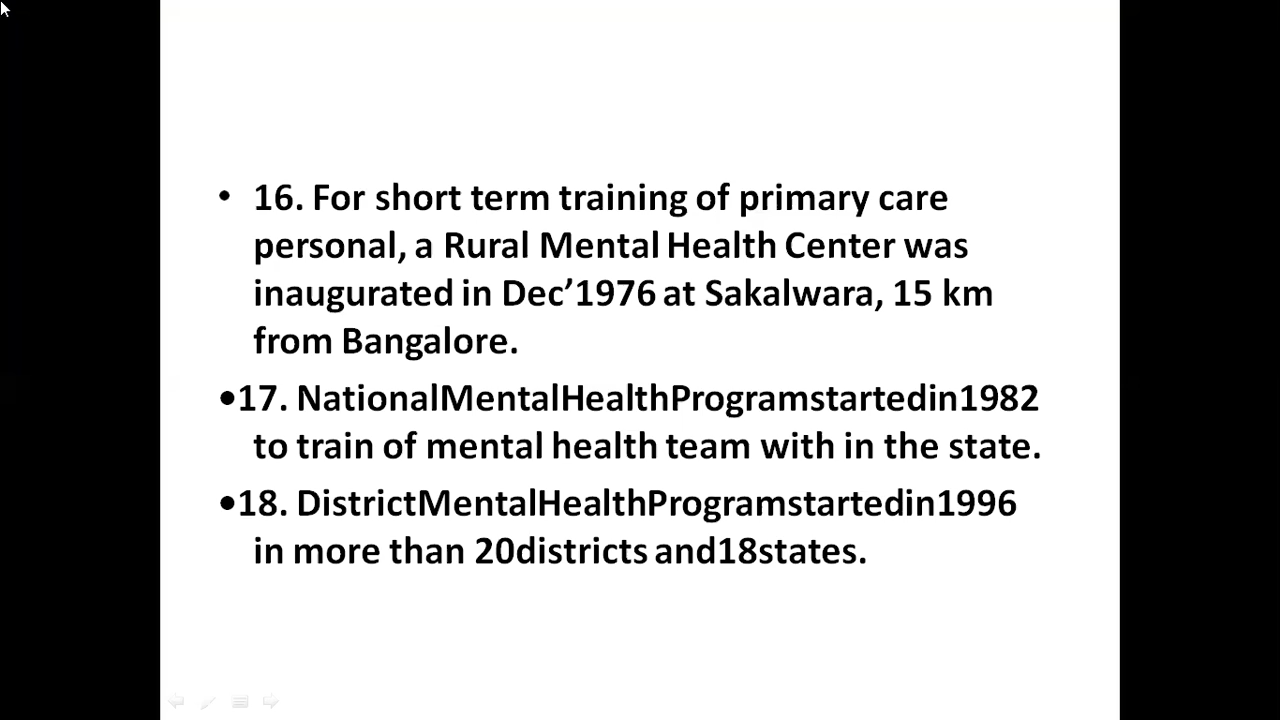 • 16. For short term training of primary care
personal, a Rural Mental Health Center was
inaugurated in Dec’1976 at Sakalwara, 15 km
from Bangalore.
•17. NationalMentalHealthProgramstartedin1982
to train of mental health team with in the state.
•18. DistrictMentalHealthProgramstartedin1996
in more than 20districts and18states.